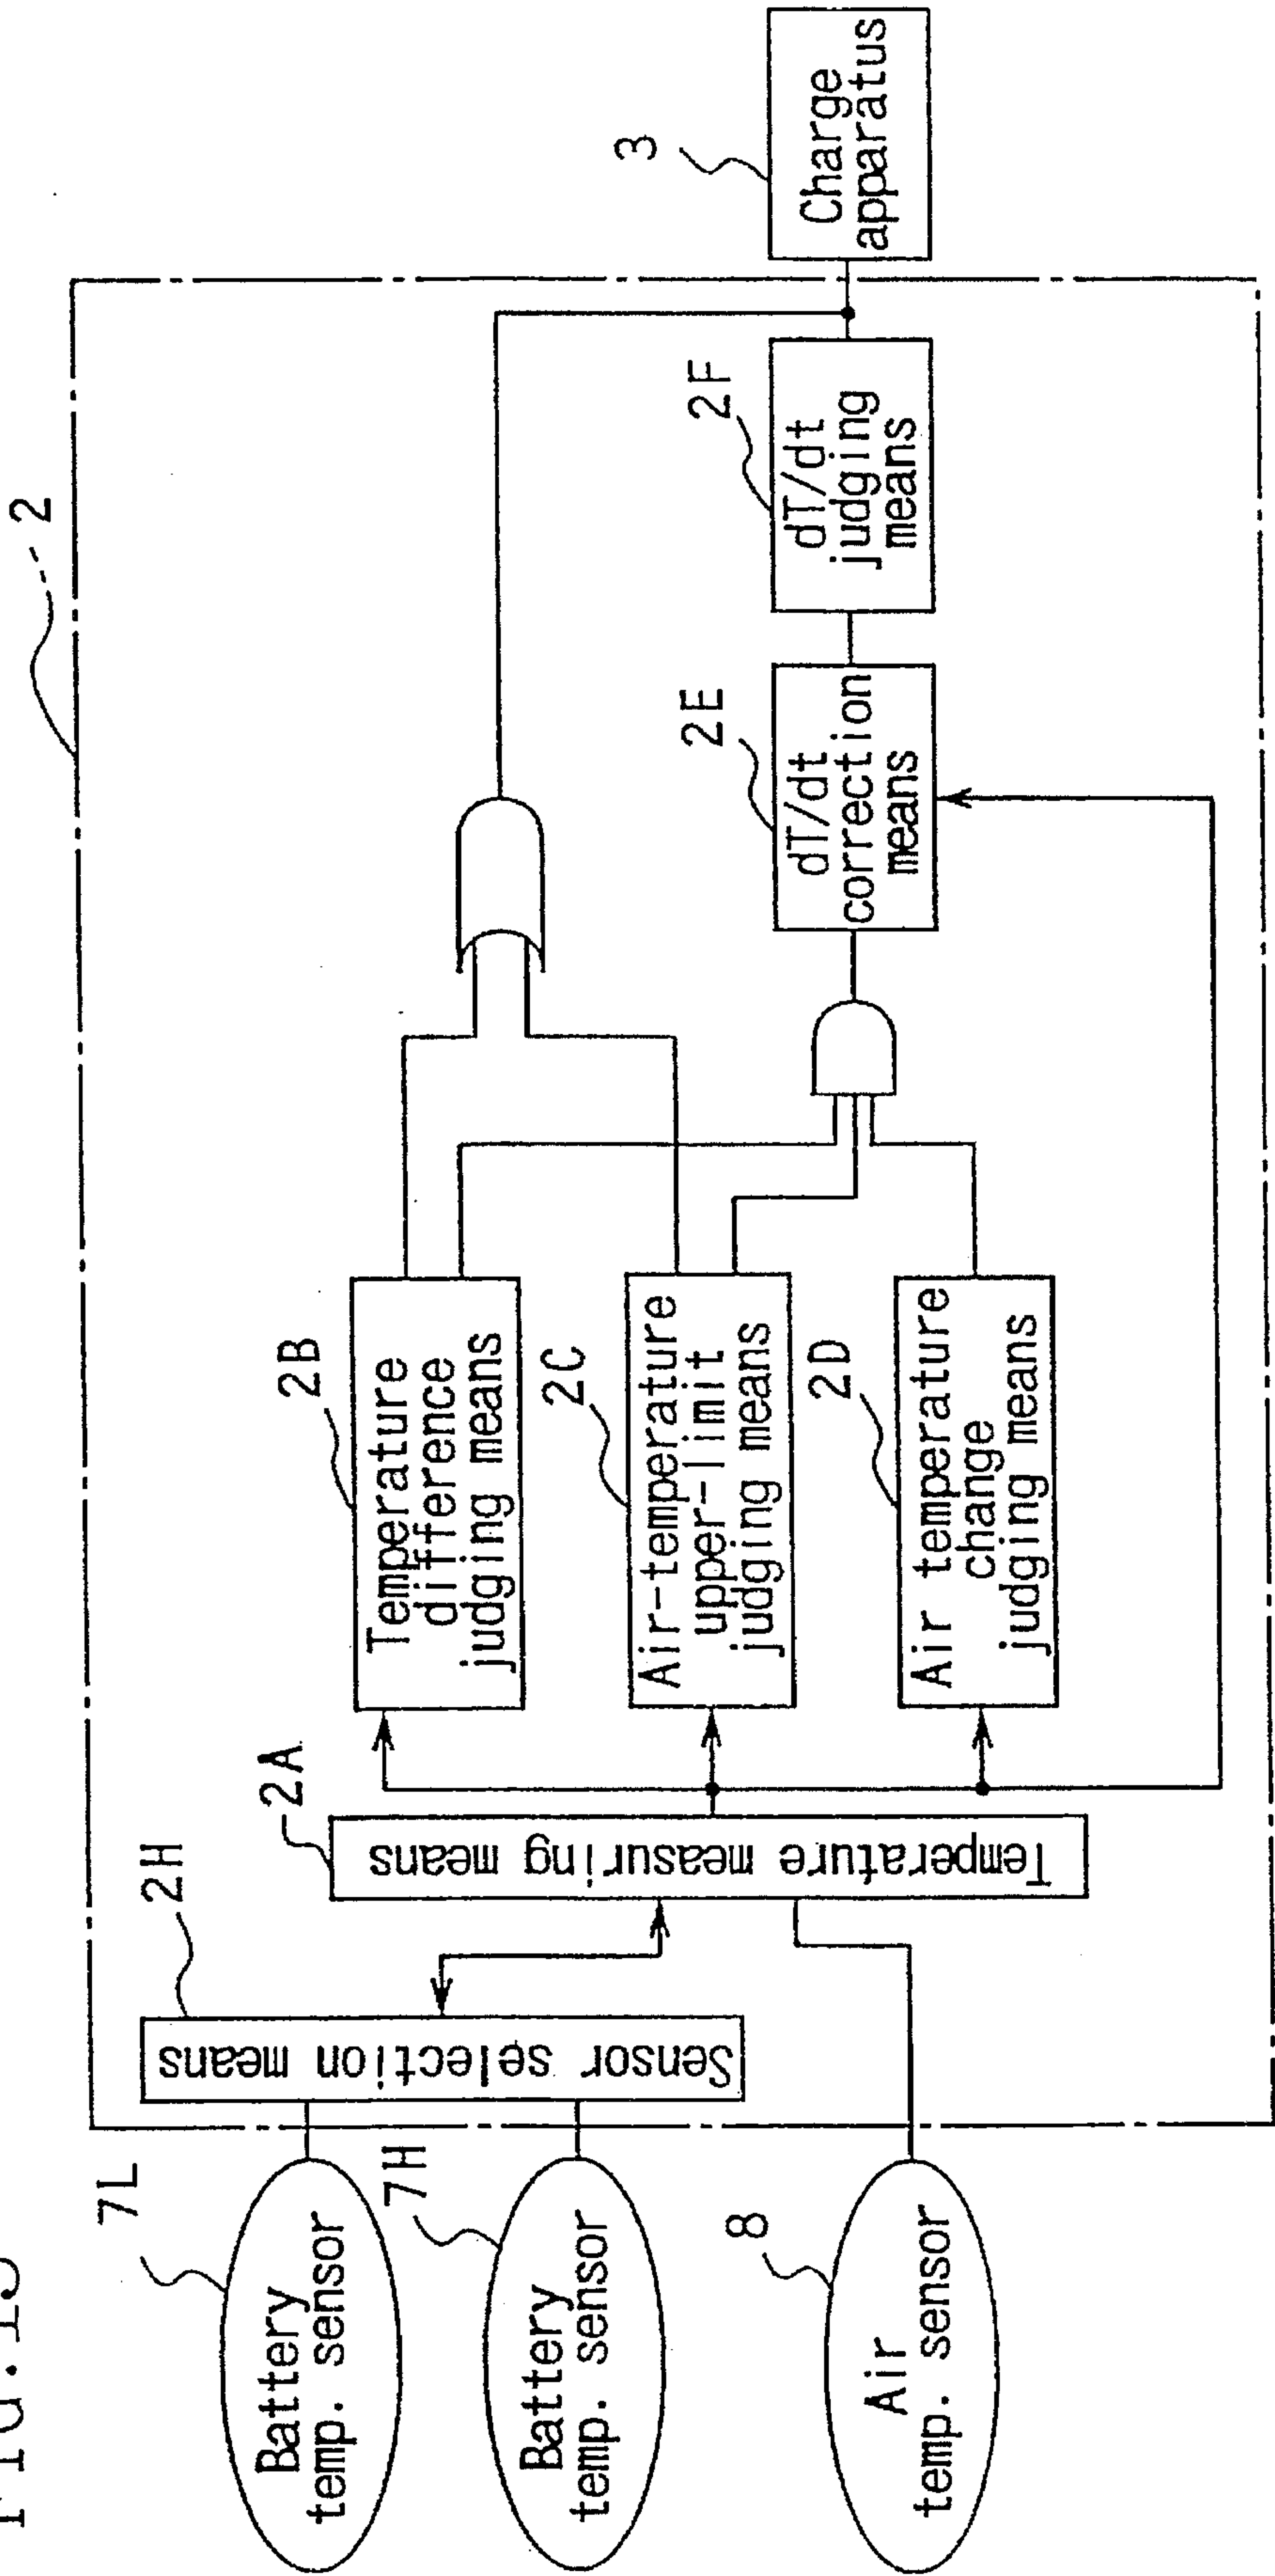 2
7L
Battery
temp. sensor
7H
Battery
temp. sensor
8
Air
temp. sensor
2H
Sensor selection means
2A
Temperature measuring means
2B
Temperature
difference
judging means
2C
Air-temperature
upper-limit
judging means
2D
Air temperature
change
judging means
2E
dT/dt
correction
means
2F
dT/dt
judging
means
3
Charge
apparatus